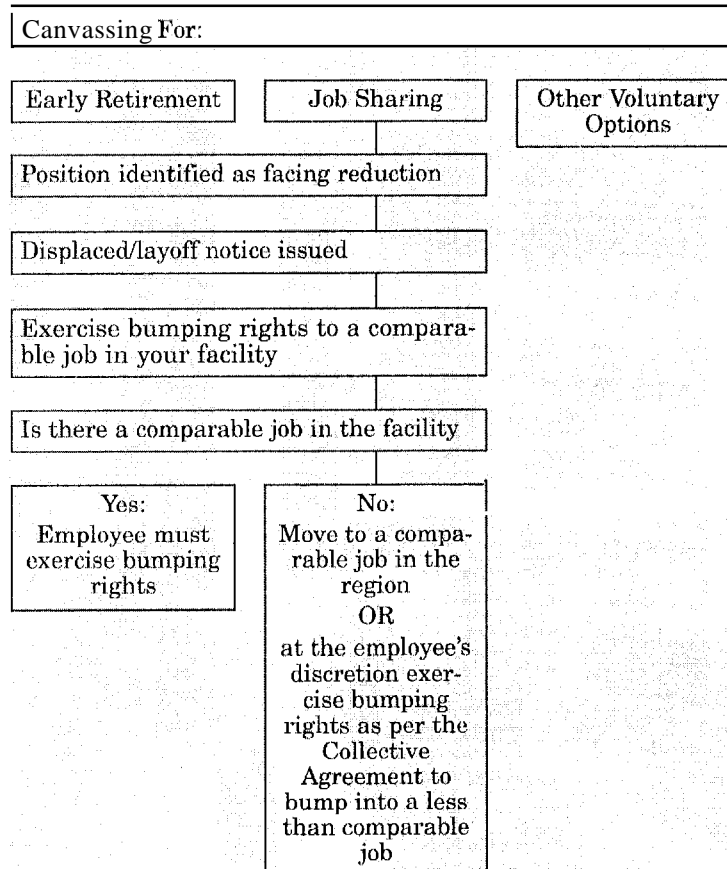 Canvassing For:
Early Retirement
Job Sharing
Other Voluntary
Options
Position identified as facing reduction
Displaced/layoff notice issued
Exercise bumping rights to a compara-
ble job in your facility
Is there a comparable job in the facility
Yes:
Employee must
exercise bumping
rights
No:
Move to a compa-
rable job in the
region
OR
at the employee's
discretion exer-
cise bumping
rights as per the
Collective
Agreement to
bump into a less
than comparable
job